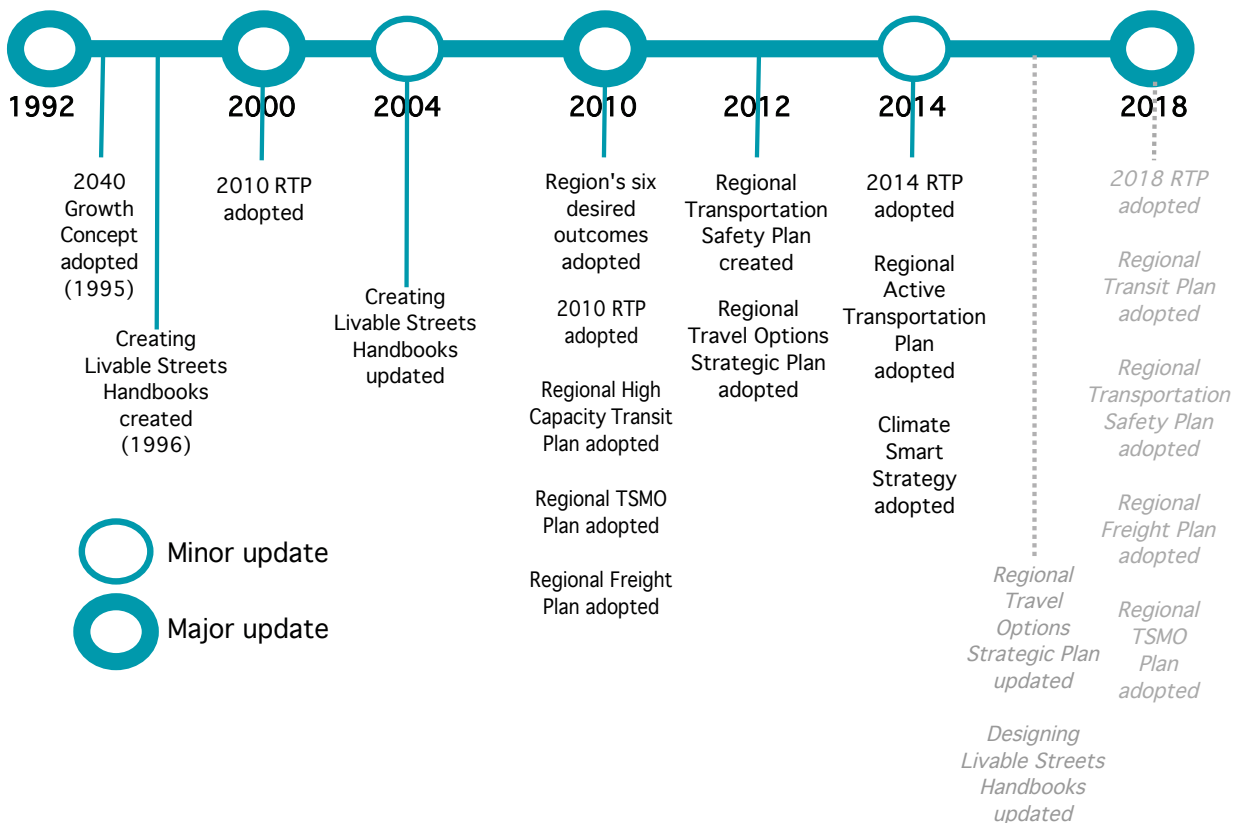 1992
2000
2004
2010
2012
2014
2018
2040
Growth
Concept
adopted
(1995)
Creating
Livable Streets
Handbooks
created
(1996)
2010 RTP
adopted
Creating
Livable Streets
Handbooks
updated
Region's six
desired
outcomes
adopted
2010 RTP
adopted
Regional High
Capacity Transit
Plan adopted
Regional TSMO
Plan adopted
Regional Freight
Plan adopted
Regional
Transportation
Safety Plan
created
Regional
Travel Options
Strategic Plan
adopted
2014 RTP
adopted
Regional
Active
Transportation
Plan
adopted
Climate
Smart
Strategy
adopted
Regional
Travel
Options
Strategic Plan
updated
Designing
Livable Streets
Handbooks
updated
2018 RTP
adopted
Regional
Transit Plan
adopted
Regional
Transportation
Safety Plan
adopted
Regional
Freight Plan
adopted
Regional
TSMO
Plan
adopted
Minor update
Major update